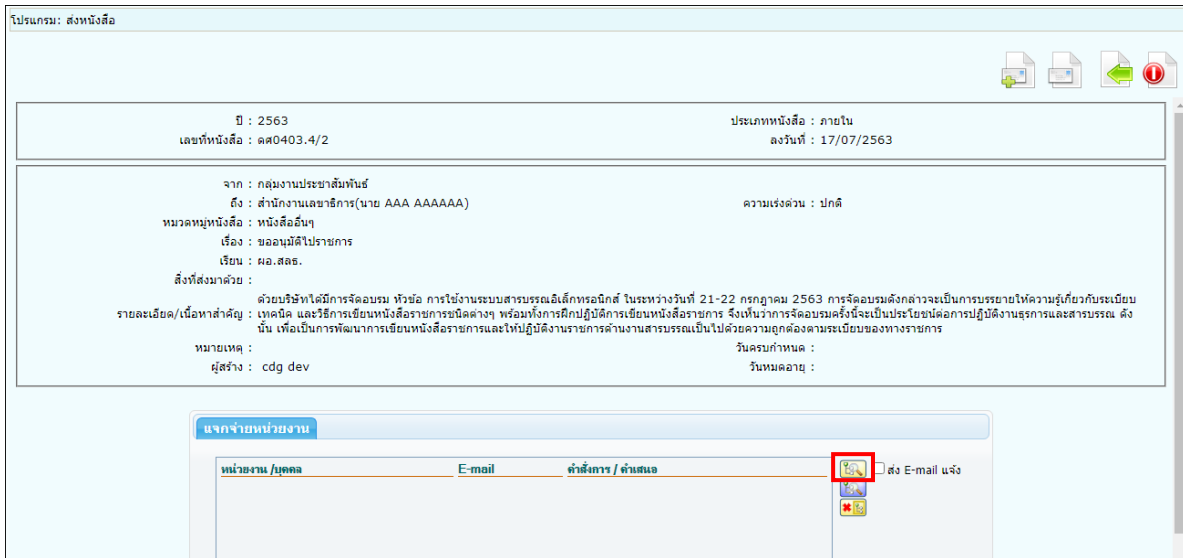 โปรแกรม: ส่งหนังสือ
ปี : 2563 ประเภทหนังสือ : ภายใน
เลขที่หนังสือ : ดศ0403.4/2 ลงวันที่ : 17/07/2563
จาก : กลุ่มงานประชาสัมพันธ์
ถึง : สำนักงานเลขาธิการ(นาย AAA AAAAAA) ความเร่งด่วน : ปกติ
หมวดหมู่หนังสือ : หนังสืออื่นๆ
เรื่อง : ขออนุมัติไปราชการ
เรียน : ผอ.สลธ.
สิ่งที่ส่งมาด้วย :
ด้วยบริษัทได้มีการจัดอบรม หัวข้อ การใช้งานระบบสารบรรณอิเล็กทรอนิกส์ ในระหว่างวันที่ 21-22 กรกฎาคม 2563 การจัดอบรมดังกล่าวจะเป็นการบรรยายให้ความรู้เกี่ยวกับระเบียบ
รายละเอียด/เนื้อหาสำคัญ : เทคนิค และวิธีการเขียนหนังสือราชการชนิดต่างๆ พร้อมทั้งการฝึกปฏิบัติการเขียนหนังสือราชการ จึงเห็นว่าการจัดอบรมครั้งนี้จะเป็นประโยชน์ต่อการปฏิบัติงานธุรการและสารบรรณ ดัง
นั้น เพื่อเป็นการพัฒนาการเขียนหนังสือราชการและให้ปฏิบัติงานราชการด้านงานสารบรรณเป็นไปด้วยความถูกต้องตามระเบียบของทางราชการ
หมายเหตุ : วันครบกำหนด :
ผู้สร้าง : cdg dev วันหมดอายุ :
แจกจ่ายหน่วยงาน
หน่วยงาน /บุคคล E-mail คำสั่งการ / คำเสนอ ส่ง E-mail แจ้ง